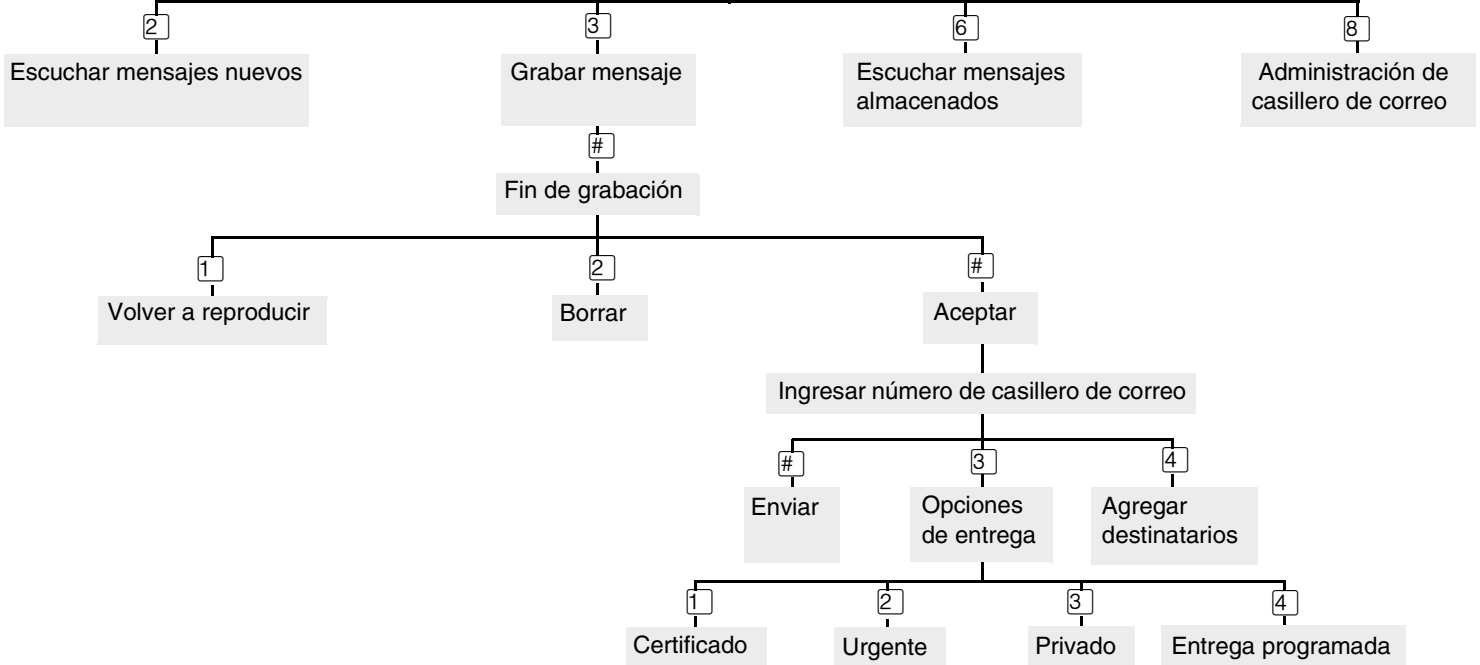 2 3 6 8
Escuchar mensajes nuevos
Grabar mensaje
Escuchar mensajes
almacenados
Administración de
casillero de correo
#
Fin de grabación
1 2 #
Volver a reproducir
Borrar
Aceptar
Ingresar número de casillero de correo
# 3 4
Enviar
Opciones
de entrega
Agregar
destinatarios
1 2 3 4
Certificado
Urgente
Privado
Entrega programada